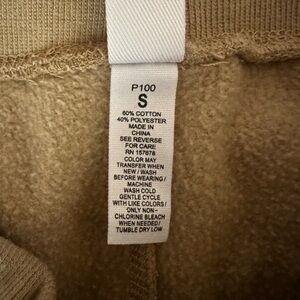 P100
S
60% COTTON
40% POLYESTER
MADE IN
CHINA
SEE REVERSE
FOR CARE
RN 157678
COLOR MAY
TRANSFER WHEN
NEW / WASH
BEFORE WEARING /
MACHINE
WASH COLD
GENTLE CYCLE
WITH LIKE COLORS /
ONLY NON-
CHLORINE BLEACH
WHEN NEEDED /
TUMBLE DRY LOW